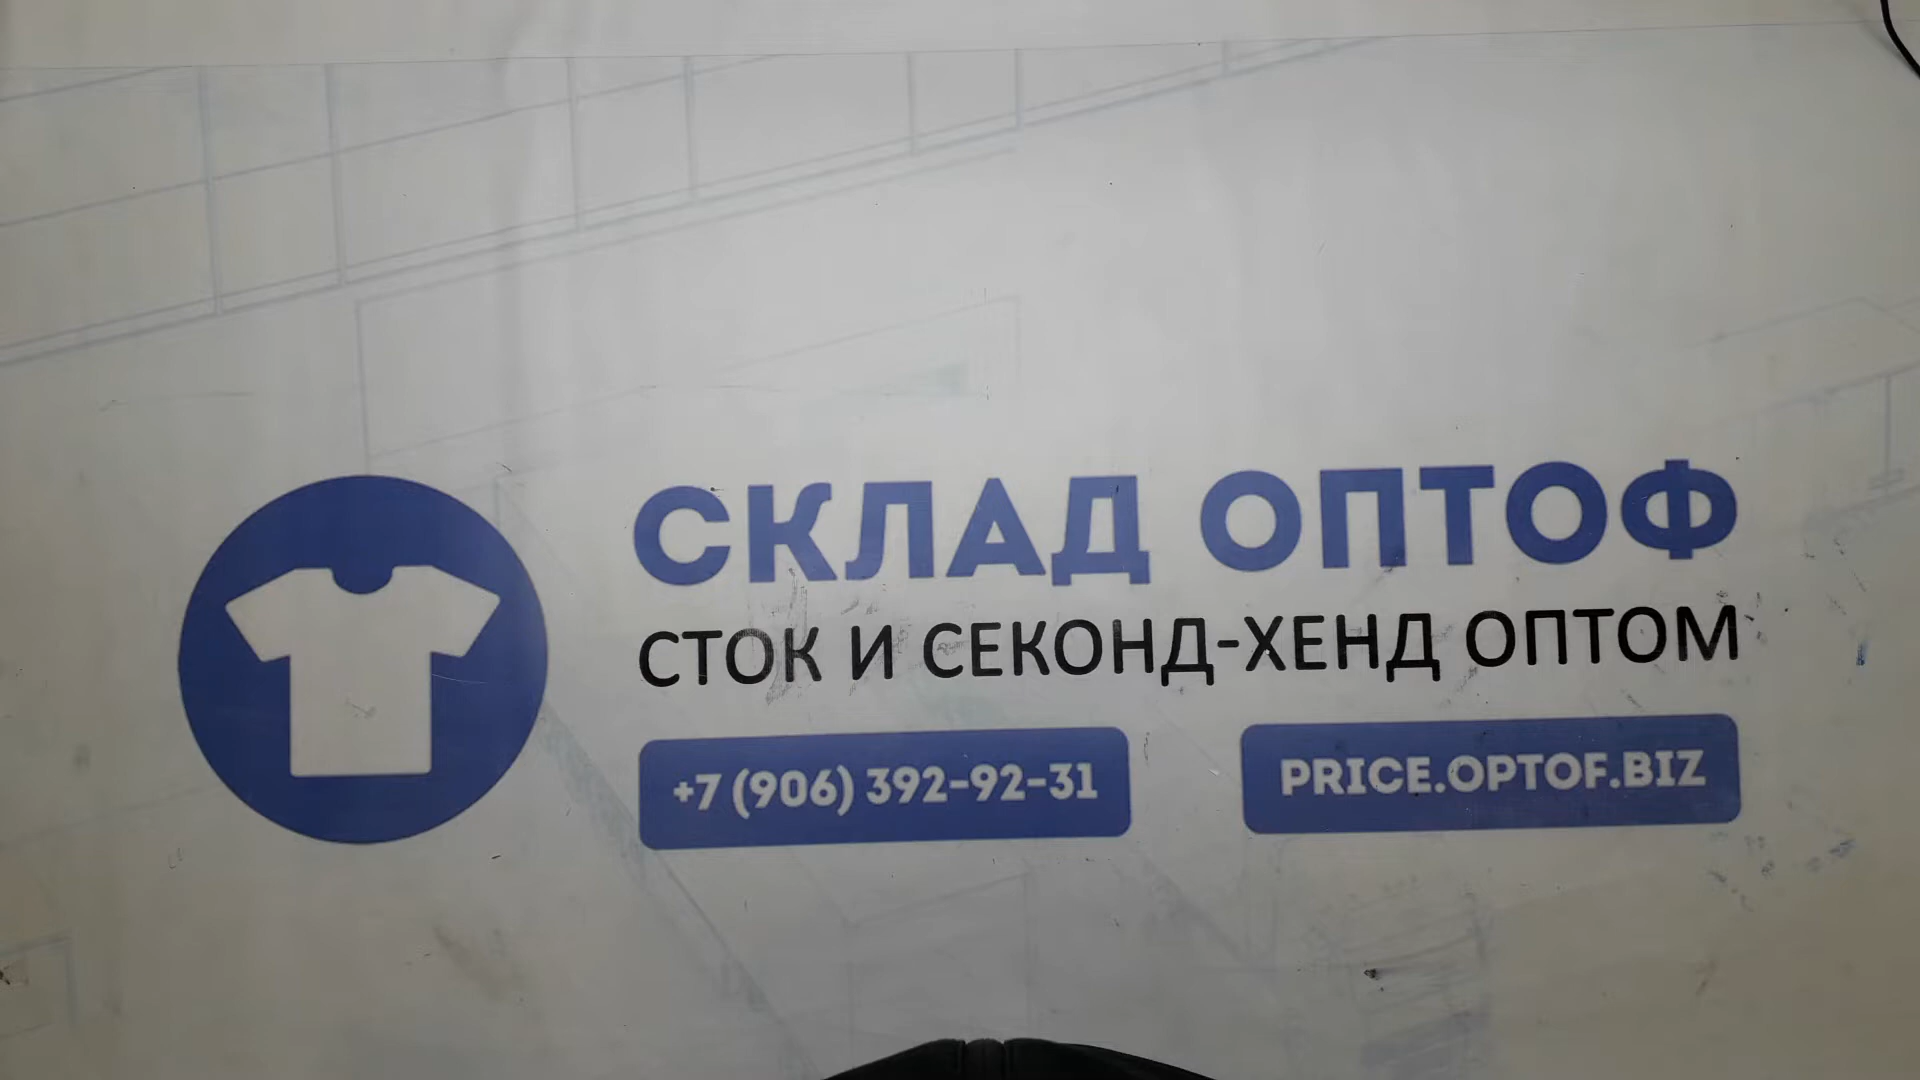 СКЛАД ОПТОФ
СТОК И СЕКОНД-ХЕНД ОПТОМ
+7 (906) 392-92-31
PRICE.OPTOF.BIZ